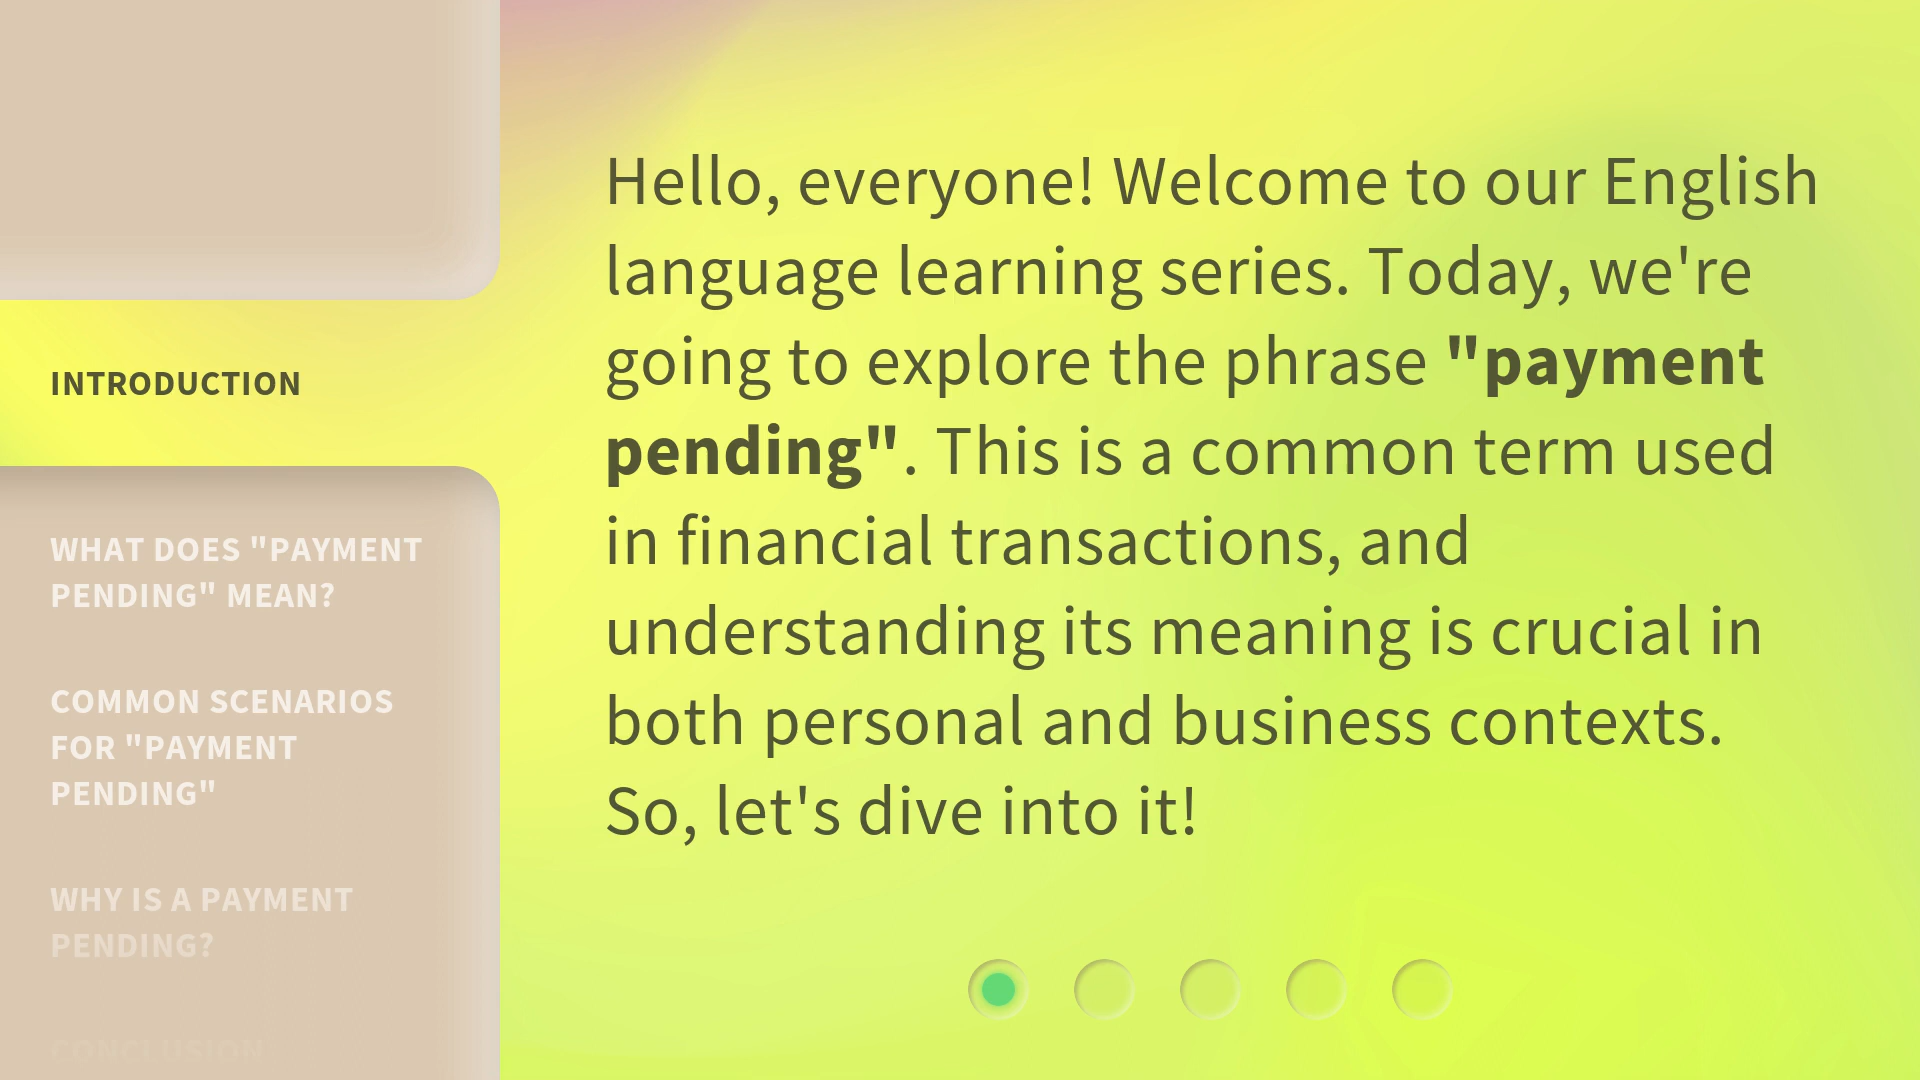 INTRODUCTION
WHAT DOES "PAYMENT
PENDING" MEAN?
COMMON SCENARIOS
FOR "PAYMENT
PENDING"
WHY IS A PAYMENT
PENDING?
CONCLUSION
Hello, everyone! Welcome to our English
language learning series. Today, we're
going to explore the phrase "payment
pending". This is a common term used
in financial transactions, and
understanding its meaning is crucial in
both personal and business contexts.
So, let's dive into it!